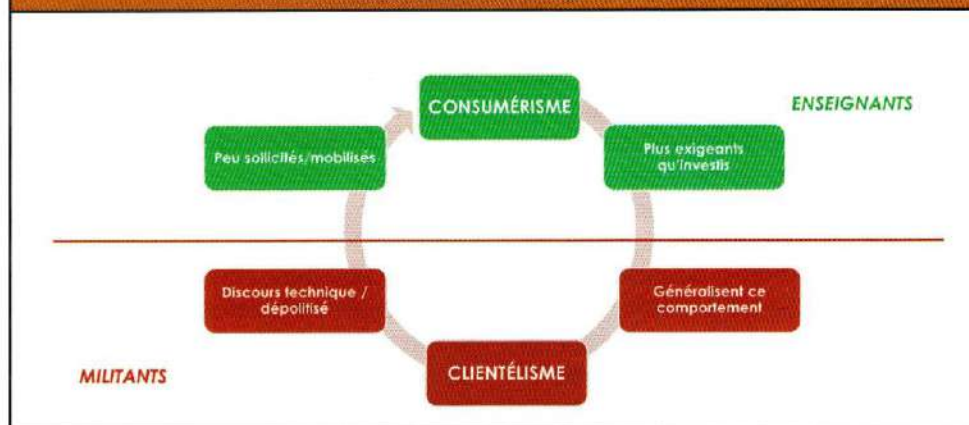 CONSUMÉRISME
ENSEIGNANTS
Peu sollicités/mobilisés
Plus exigeants
qu'investis
Discours technique /
dépolitisé
Généralisent ce
comportement
CLIENTÉLISME
MILITANTS